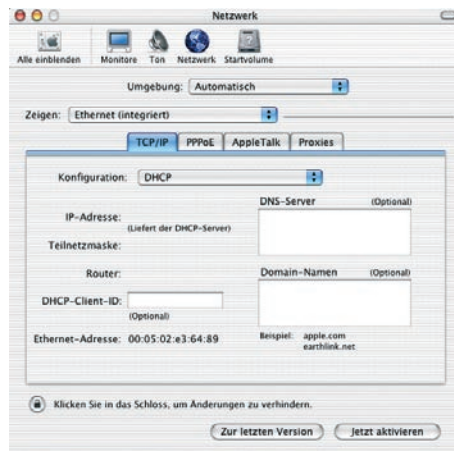 Netzwerk
Alle einblenden Monitore Ton Netzwerk Startvolume
Umgebung: Automatisch
Zeigen: Ethernet (integriert)
TCP/IP PPPoE AppleTalk Proxies
Konfiguration: DHCP
DNS-Server (Optional)
IP-Adresse:
(Liefert der DHCP-Server)
Teilnetzmaske:
Router:
Domain-Namen (Optional)
DHCP-Client-ID:
(Optional)
Ethernet-Adresse: 00:05:02:e3:64:89
Beispiel: apple.com
earthlink.net
Klicken Sie in das Schloss, um Änderungen zu verhindern.
Zur letzten Version Jetzt aktivieren